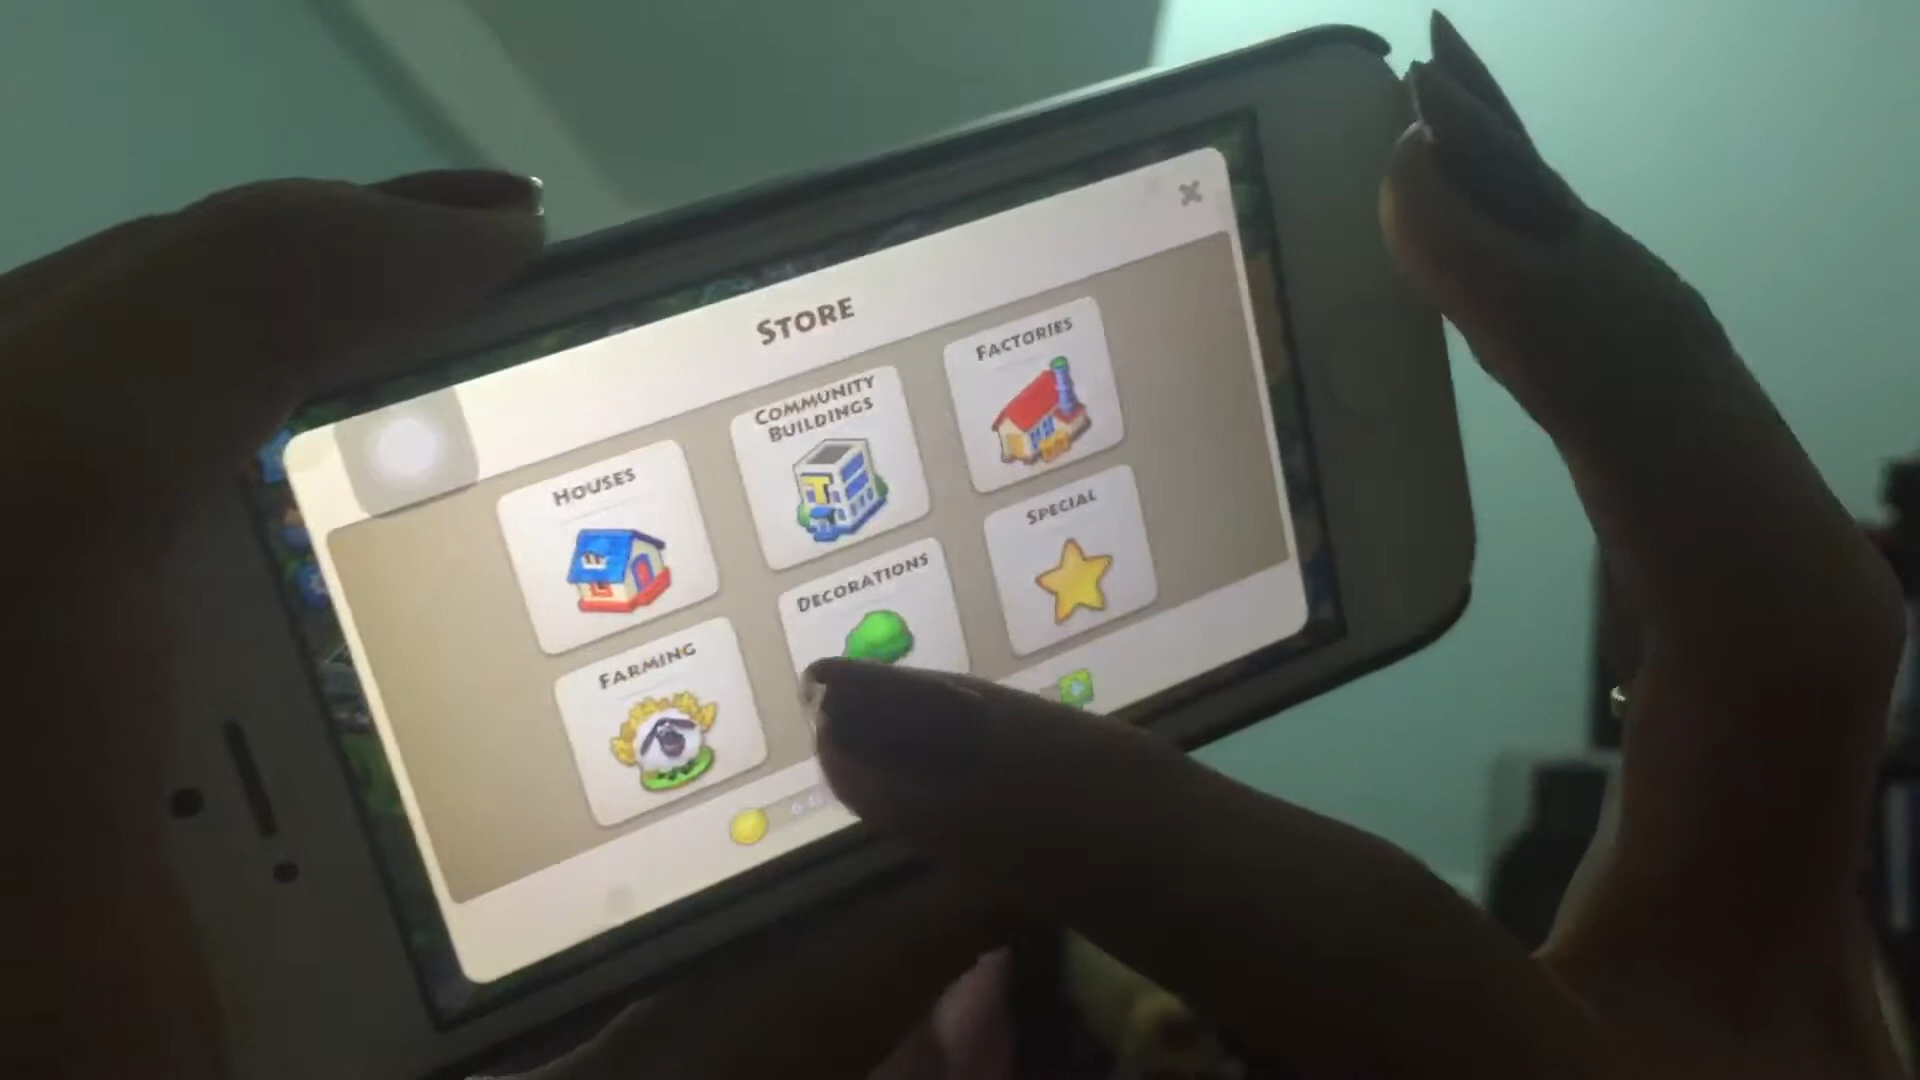 STORE
HOUSES
COMMUNITY
BUILDINGS
FACTORIES
FARMING
DECORATIONS
SPECIAL